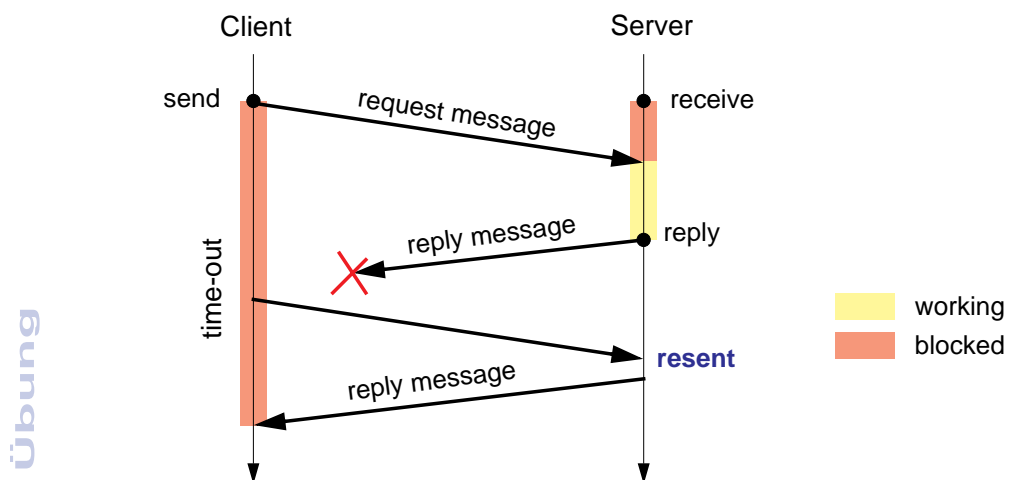 Client
Server
send
request message
receive
reply message
reply
time-out
working
blocked
resent
reply message
Übung